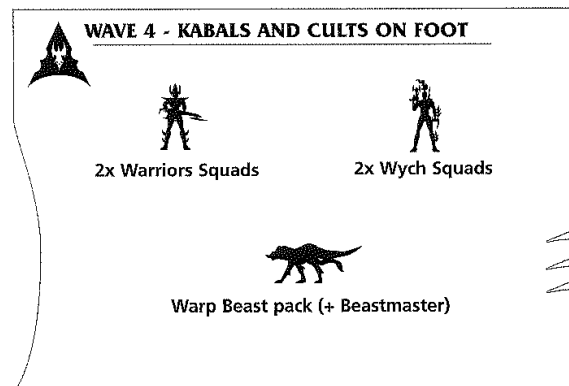 WAVE 4 - KABALS AND CULTS ON FOOT
2x Warriors Squads
2x Wych Squads
Warp Beast pack (+ Beastmaster)